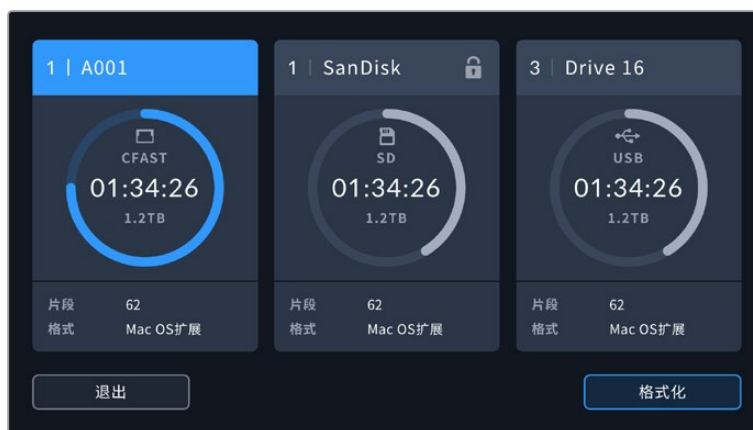 1 | A001
CFAST
01:34:26
1.2TB
片段 62
格式 Mac OS扩展
1 | SanDisk
SD
01:34:26
1.2TB
片段 62
格式 Mac OS扩展
3 | Drive 16
USB
01:34:26
1.2TB
片段 62
格式 Mac OS扩展
退出
格式化